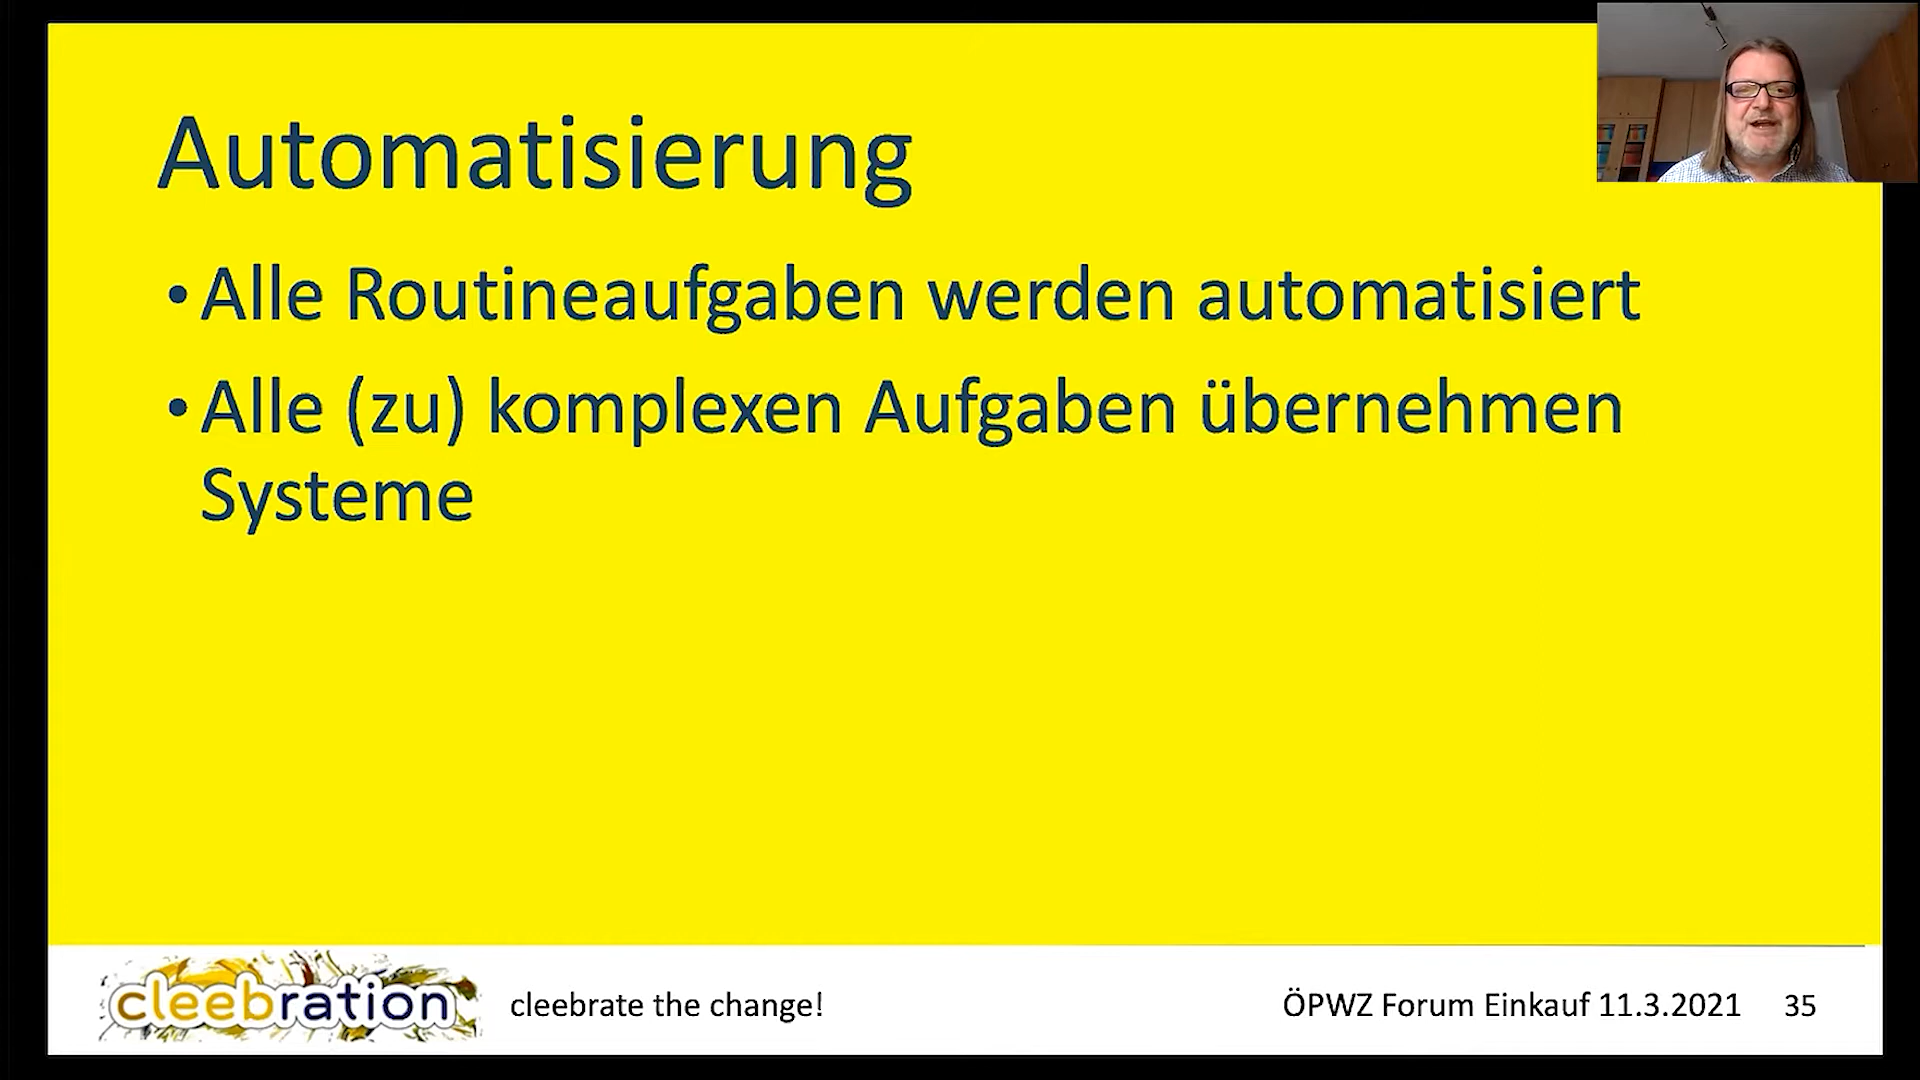 Automatisierung
• Alle Routineaufgaben werden automatisiert
• Alle (zu) komplexen Aufgaben übernehmen
Systeme
cleebration
cleebrate the change!
ÖPWZ Forum Einkauf 11.3.2021
35